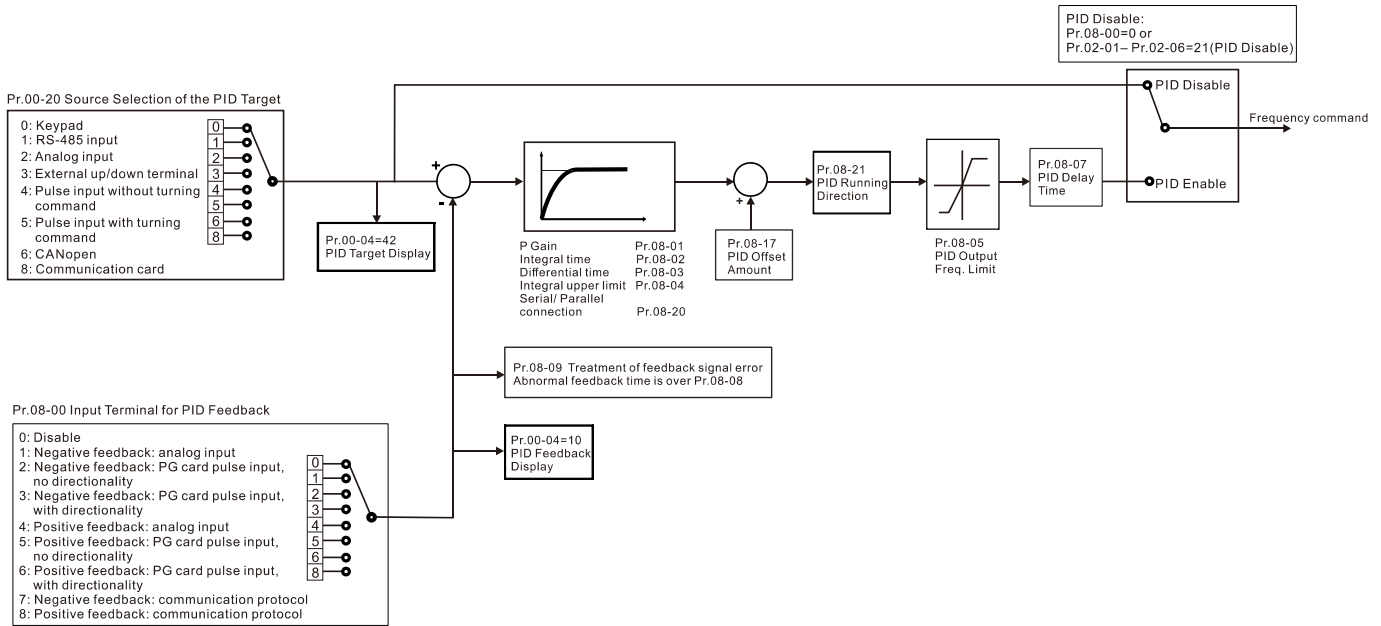 PID Disable:
Pr.08-00=0 or
Pr.02-01– Pr.02-06=21(PID Disable)
Pr.00-20 Source Selection of the PID Target
0: Keypad
1: RS-485 input
2: Analog input
3: External up/down terminal
4: Pulse input without turning
command
5: Pulse input with turning
command
6: CANopen
8: Communication card
0
1
2
3
4
5
6
8
+
-
Pr.00-04=42
PID Target Display
P Gain Pr.08-01
Integral time Pr.08-02
Differential time Pr.08-03
Integral upper limit Pr.08-04
Serial/ Parallel
connection Pr.08-20
+
Pr.08-17
PID Offset
Amount
Pr.08-21
PID Running
Direction
Pr.08-05
PID Output
Freq. Limit
Pr.08-07
PID Delay
Time
PID Disable
PID Enable
Frequency command
Pr.08-09 Treatment of feedback signal error
Abnormal feedback time is over Pr.08-08
Pr.00-04=10
PID Feedback
Display
Pr.08-00 Input Terminal for PID Feedback
0: Disable
1: Negative feedback: analog input
2: Negative feedback: PG card pulse input,
no directionality
3: Negative feedback: PG card pulse input,
with directionality
4: Positive feedback: analog input
5: Positive feedback: PG card pulse input,
no directionality
6: Positive feedback: PG card pulse input,
with directionality
7: Negative feedback: communication protocol
8: Positive feedback: communication protocol
0
1
2
3
4
5
6
8